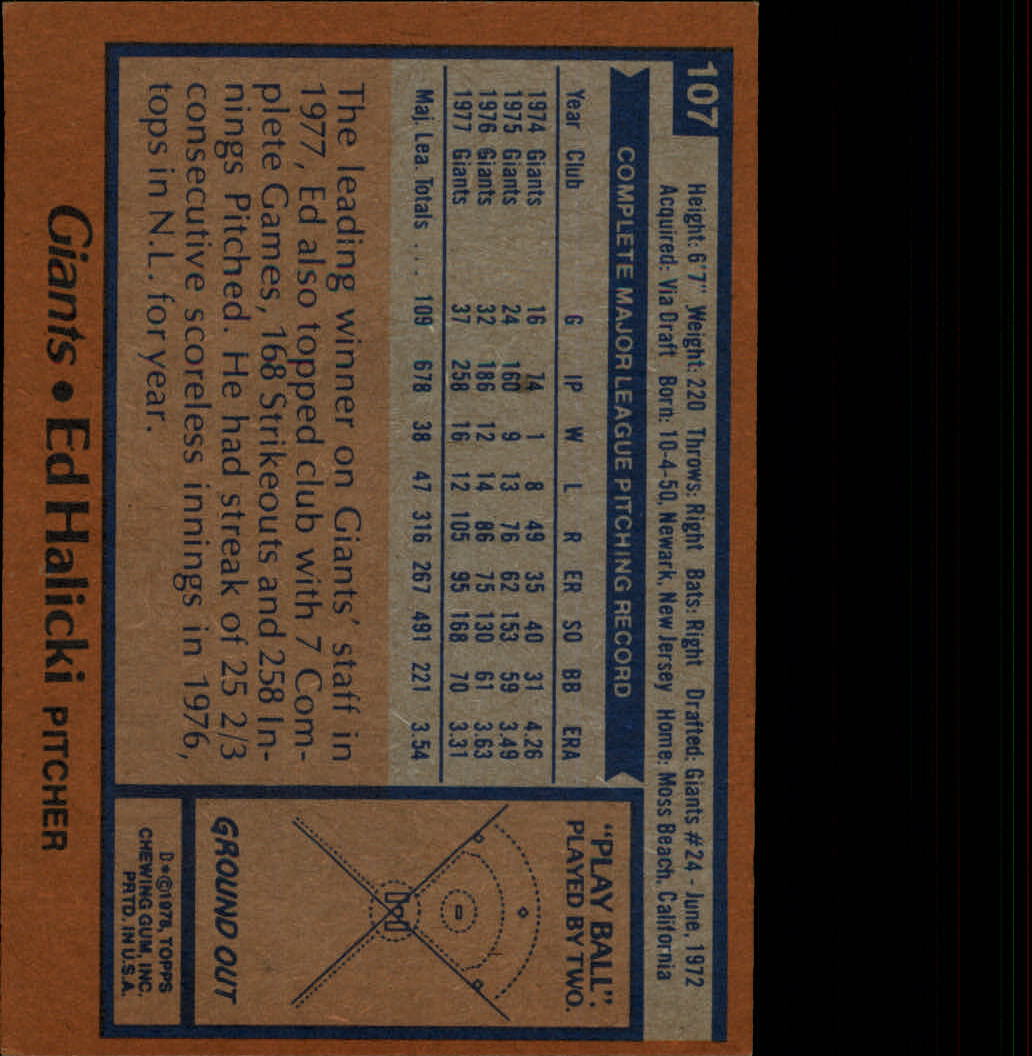 107
Height: 6'7" Weight: 220 Throws: Right Bats: Right Drafted: Giants #24 - June, 1972
Acquired: Via Draft Born: 10-4-50, Newark, New Jersey Home: Moss Beach, California
COMPLETE MAJOR LEAGUE PITCHING RECORD
Year Club G IP W L R ER SO BB ERA
1974 Giants 16 74 1 8 49 35 40 31 4.26
1975 Giants 24 160 9 13 76 62 153 59 3.49
1976 Giants 32 186 12 14 86 75 130 61 3.63
1977 Giants 37 258 16 12 105 95 168 70 3.31
Maj. Lea. Totals . . . 109 678 38 47 316 267 491 221 3.54
The leading winner on Giants' staff in
1977, Ed also topped club with 7 Com-
plete Games, 168 Strikeouts and 258 In-
nings Pitched. He had streak of 25 2/3
consecutive scoreless innings in 1976,
tops in N.L. for year.
"PLAY BALL".
PLAYED BY TWO.
GROUND OUT
D*©1978, TOPPS
CHEWING GUM, INC.
PRTD. IN U.S.A.
Giants • Ed Halicki PITCHER